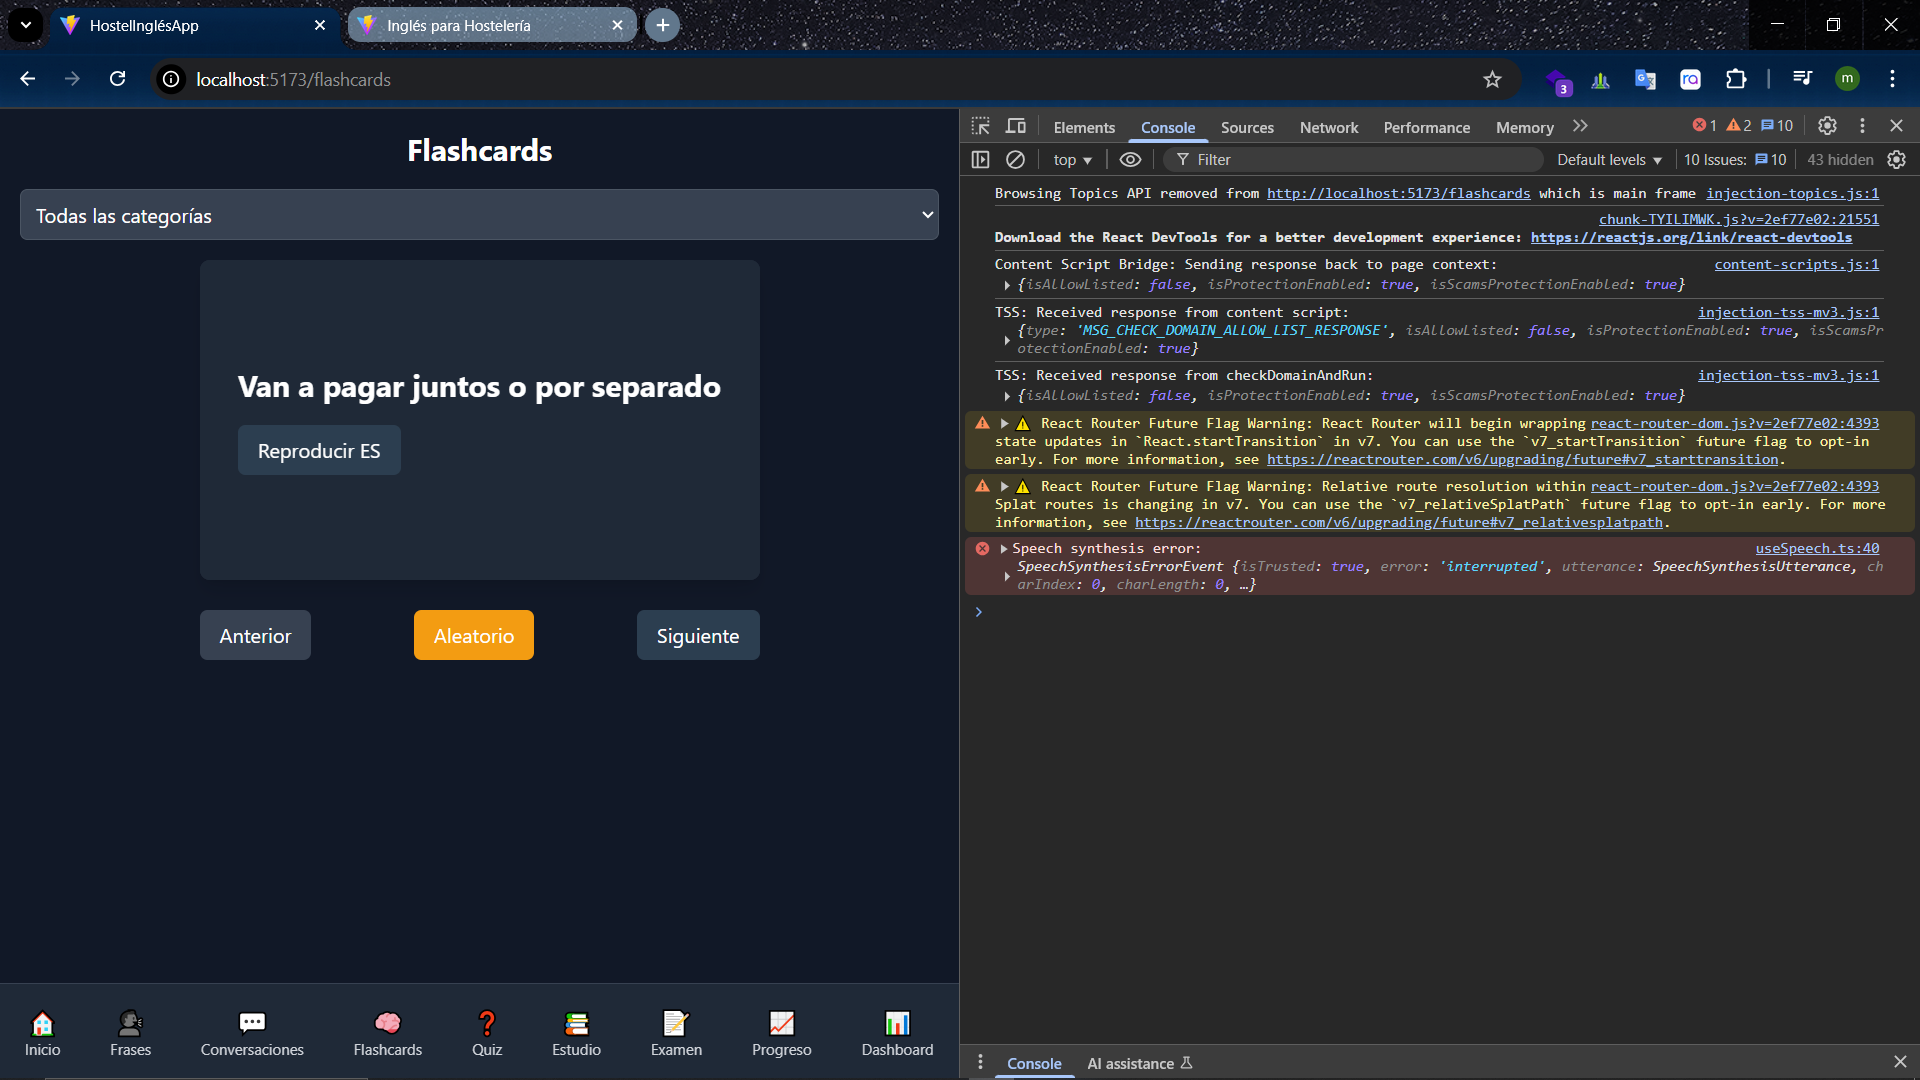 HostelInglésApp
Inglés para Hostelería
localhost:5173/flashcards
3
m
Flashcards
Todas las categorías
Van a pagar juntos o por separado
Reproducir ES
Anterior
Aleatorio
Siguiente
Inicio
Frases
Conversaciones
Flashcards
Quiz
Estudio
Examen
Progreso
Dashboard
Elements
Console
Sources
Network
Performance
Memory
1
2
10
top
Filter
Default levels
10 Issues:
10
43 hidden
Browsing Topics API removed from http://localhost:5173/flashcards which is main frame injection-topics.js:1
chunk-TYILIMWK.js?v=2ef77e02:21551
Download the React DevTools for a better development experience: https://reactjs.org/link/react-devtools
Content Script Bridge: Sending response back to page context: content-scripts.js:1
{isAllowListed: false, isProtectionEnabled: true, isScamsProtectionEnabled: true}
TSS: Received response from content script: injection-tss-mv3.js:1
{type: 'MSG_CHECK_DOMAIN_ALLOW_LIST_RESPONSE', isAllowListed: false, isProtectionEnabled: true, isScamsPr
otectionEnabled: true}
TSS: Received response from checkDomainAndRun: injection-tss-mv3.js:1
{isAllowListed: false, isProtectionEnabled: true, isScamsProtectionEnabled: true}
React Router Future Flag Warning: React Router will begin wrapping react-router-dom.js?v=2ef77e02:4393
state updates in `React.startTransition` in v7. You can use the `v7_startTransition` future flag to opt-in
early. For more information, see https://reactrouter.com/v6/upgrading/future#v7_starttransition.
React Router Future Flag Warning: Relative route resolution within react-router-dom.js?v=2ef77e02:4393
Splat routes is changing in v7. You can use the `v7_relativeSplatPath` future flag to opt-in early. For more
information, see https://reactrouter.com/v6/upgrading/future#v7_relativesplatpath.
Speech synthesis error: useSpeech.ts:40
SpeechSynthesisErrorEvent {isTrusted: true, error: 'interrupted', utterance: SpeechSynthesisUtterance, ch
arIndex: 0, charLength: 0, …}
Console
AI assistance